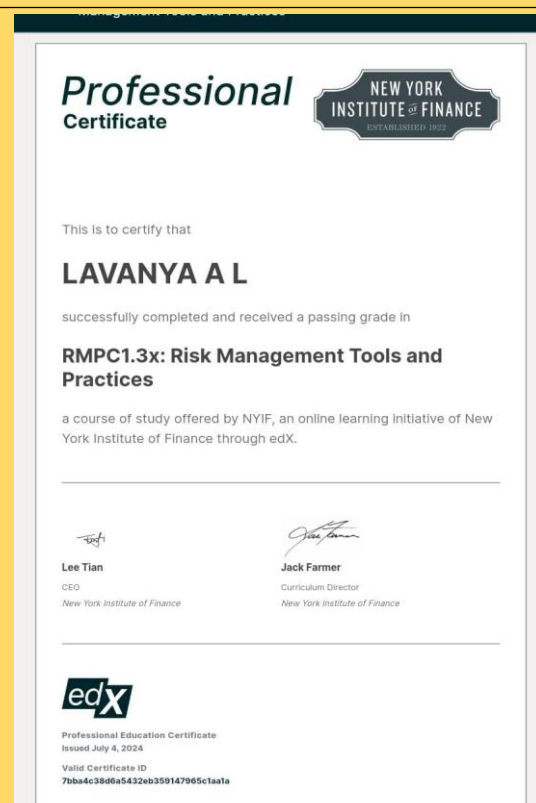 Management Tools and Practices
Professional
Certificate
NEW YORK
INSTITUTE OF FINANCE
ESTABLISHED 1922
This is to certify that
LAVANYA A L
successfully completed and received a passing grade in
RMPC1.3x: Risk Management Tools and
Practices
a course of study offered by NYIF, an online learning initiative of New
York Institute of Finance through edX.
Lee Tian
CEO
New York Institute of Finance
Jack Farmer
Curriculum Director
New York Institute of Finance
edX
Professional Education Certificate
Issued July 4, 2024
Valid Certificate ID
7bba4c38d6a5432eb359147965c1aa1a